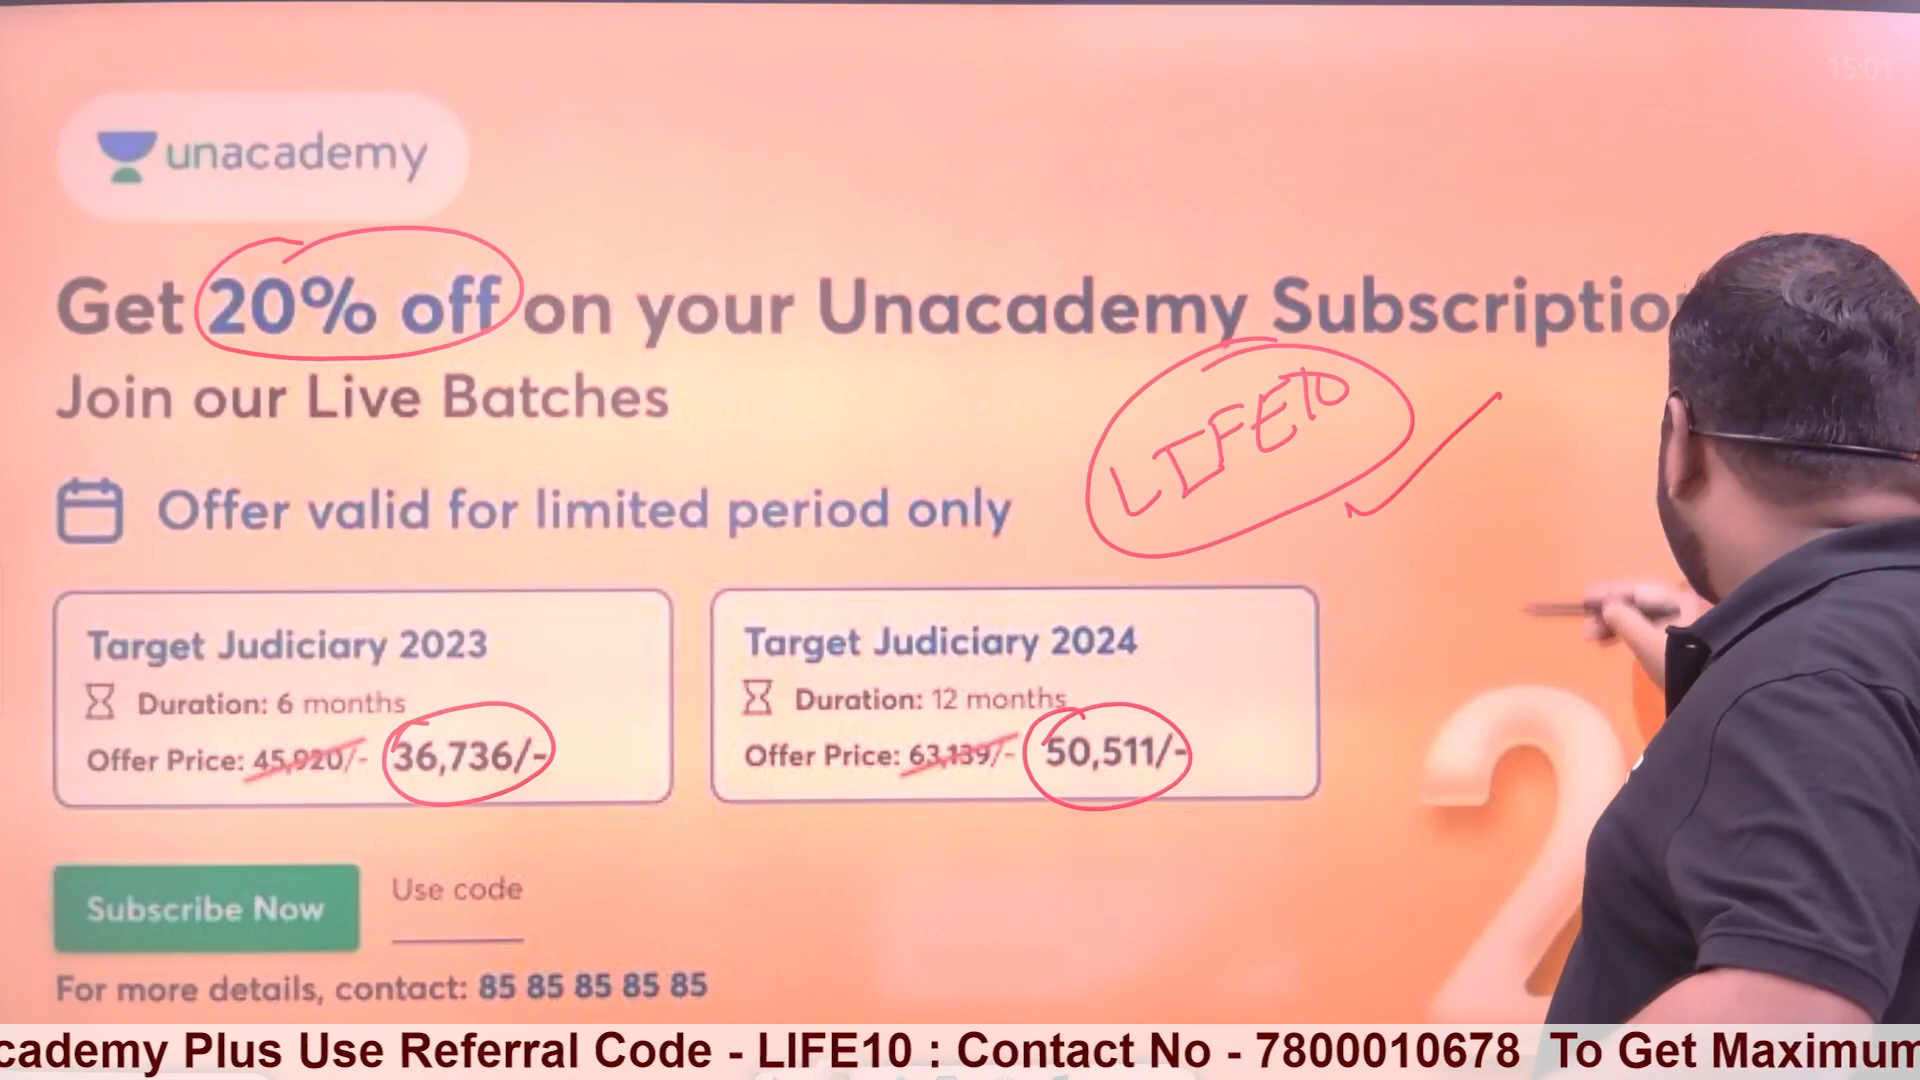 15:01
unacademy
Get 20% off on your Unacademy Subscriptio
Join our Live Batches
LIFE10
Offer valid for limited period only
Target Judiciary 2023
Duration: 6 months
Offer Price: 45,920/- 36,736/-
Target Judiciary 2024
Duration: 12 months
Offer Price: 63,139/- 50,511/-
Subscribe Now
Use code
For more details, contact: 85 85 85 85 85
2
cademy Plus Use Referral Code - LIFE10 : Contact No - 7800010678 To Get Maximum